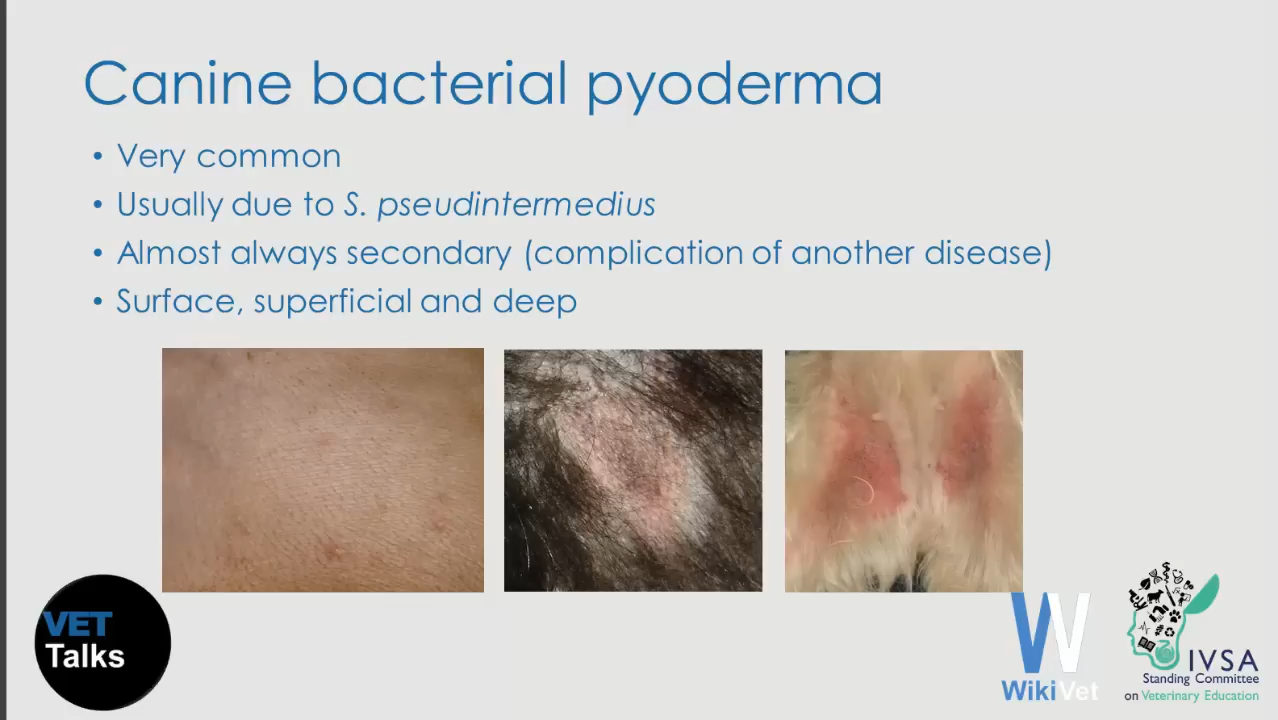 Canine bacterial pyoderma
• Very common
• Usually due to S. pseudintermedius
• Almost always secondary (complication of another disease)
• Surface, superficial and deep
VET
Talks
W
WikiVet
IVSA
Standing Committee
on Veterinary Education